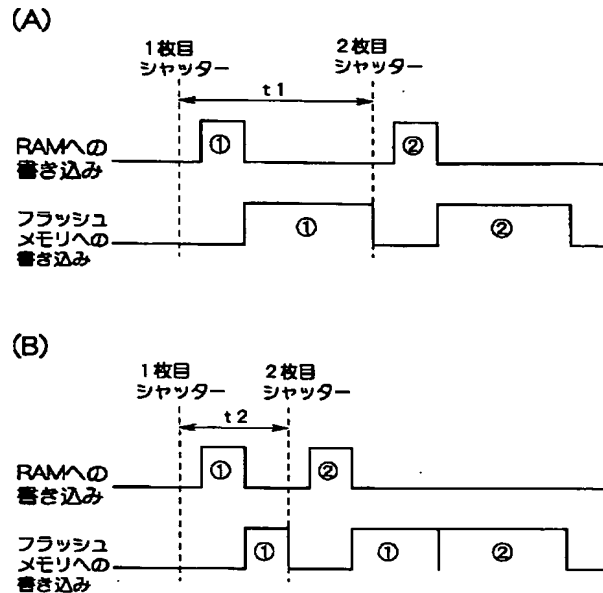 (A)
1枚目
シャッター
2枚目
シャッター
t1
RAMへの
書き込み
①
②
フラッシュ
メモリへの
書き込み
①
②
(B)
1枚目
シャッター
2枚目
シャッター
t2
RAMへの
書き込み
①
②
フラッシュ
メモリへの
書き込み
①
①
②